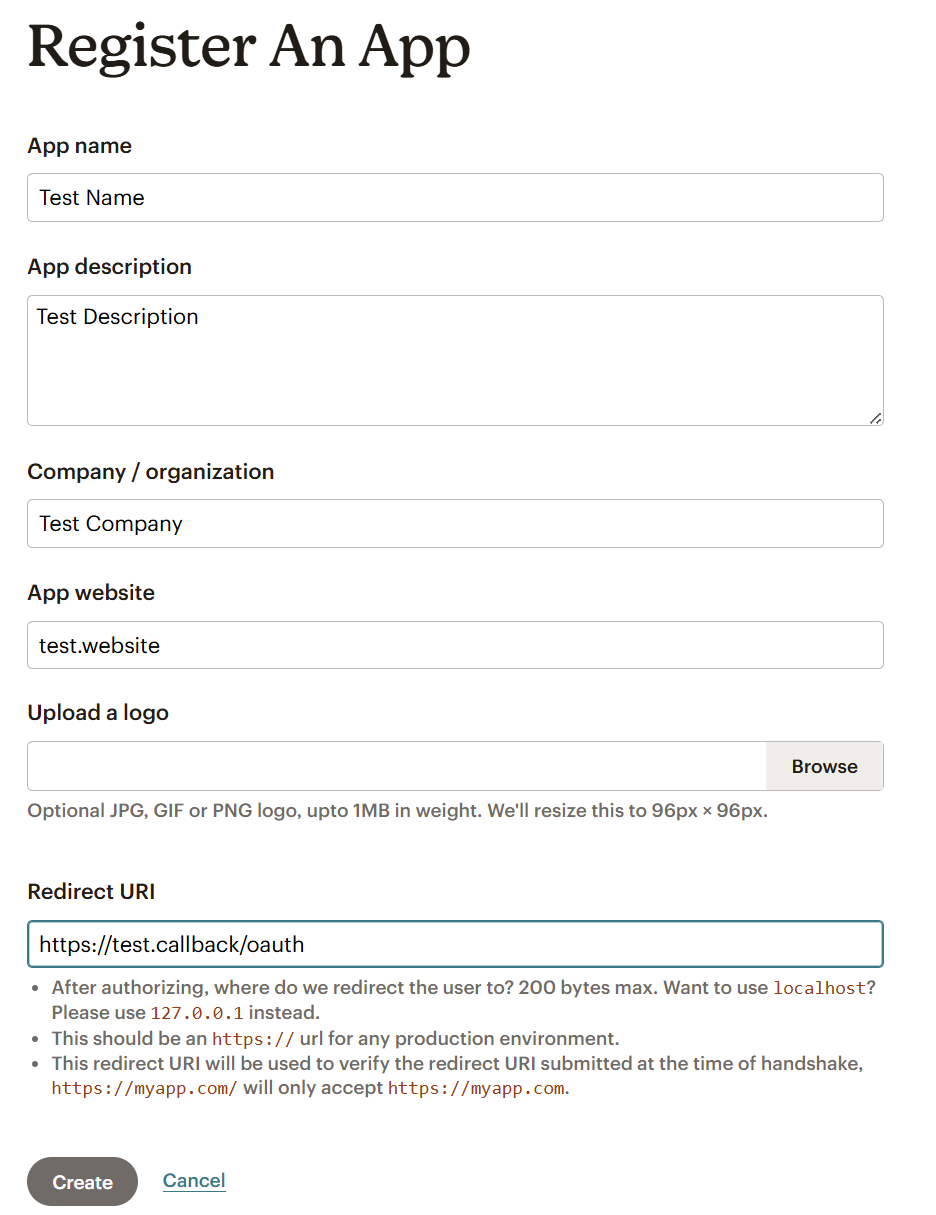 Register An App
App name
Test Name
App description
Test Description
Company / organization
Test Company
App website
test.website
Upload a logo
Browse
Optional JPG, GIF or PNG logo, upto 1MB in weight. We'll resize this to 96px × 96px.
Redirect URI
https://test.callback/oauth
• After authorizing, where do we redirect the user to? 200 bytes max. Want to use localhost?
Please use 127.0.0.1 instead.
• This should be an https:// url for any production environment.
• This redirect URI will be used to verify the redirect URI submitted at the time of handshake,
https://myapp.com/ will only accept https://myapp.com.
Create Cancel